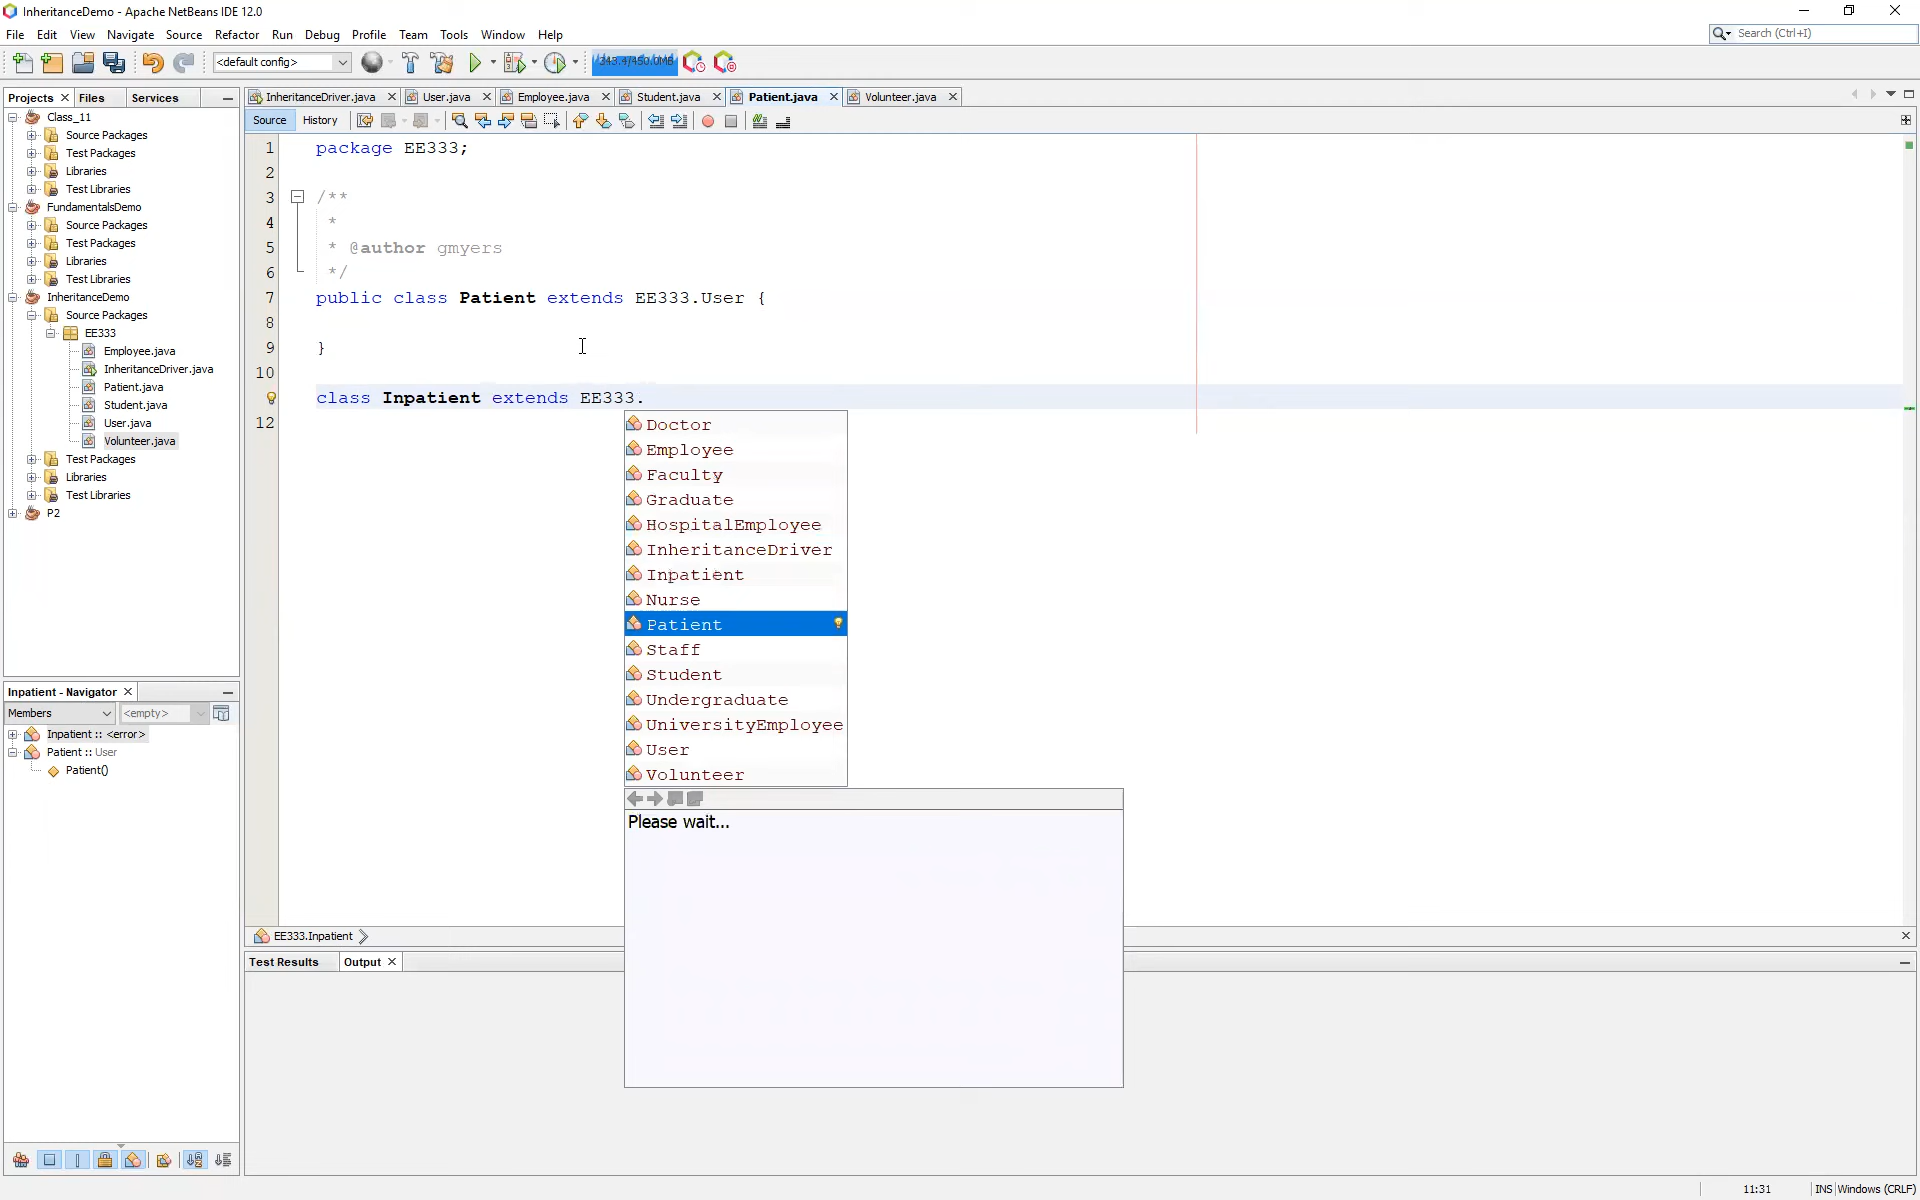 InheritanceDemo - Apache NetBeans IDE 12.0
File Edit View Navigate Source Refactor Run Debug Profile Team Tools Window Help
Search (Ctrl+I)
<default config>
243.4/450.0MB
Projects Files Services
InheritanceDriver.java User.java Employee.java Student.java Patient.java Volunteer.java
Source History
Class_11
Source Packages
Test Packages
Libraries
Test Libraries
FundamentalsDemo
Source Packages
Test Packages
Libraries
Test Libraries
InheritanceDemo
Source Packages
EE333
Employee.java
InheritanceDriver.java
Patient.java
Student.java
User.java
Volunteer.java
Test Packages
Libraries
Test Libraries
P2
1 package EE333;
2
3 /**
4 *
5 * @author gmyers
6 */
7 public class Patient extends EE333.User {
8
9 }
10
class Inpatient extends EE333.
12
Doctor
Employee
Faculty
Graduate
HospitalEmployee
InheritanceDriver
Inpatient
Nurse
Patient
Staff
Student
Undergraduate
UniversityEmployee
User
Volunteer
Please wait...
Inpatient - Navigator
Members <empty>
Inpatient :: <error>
Patient :: User
Patient()
EE333.Inpatient
Test Results Output
11:31 INS Windows (CRLF)